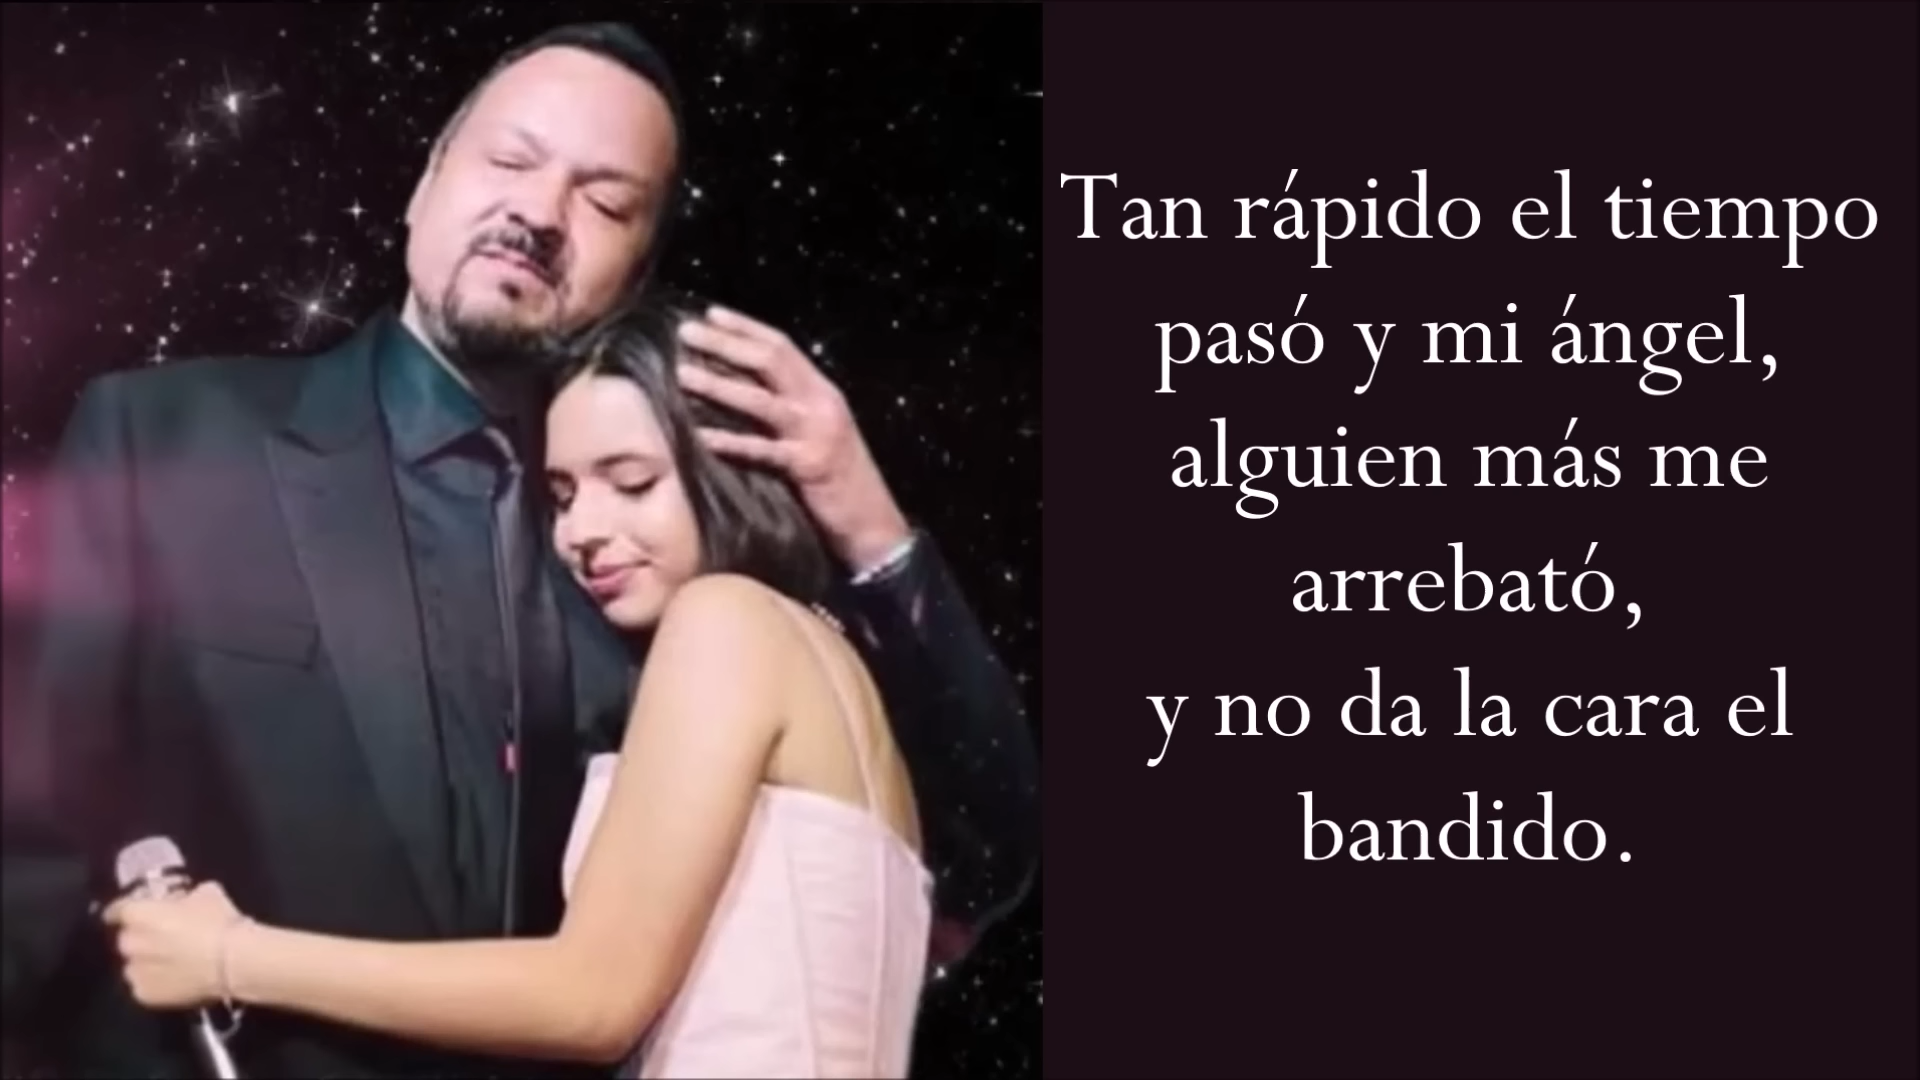 Tan rápido el tiempo
pasó y mi ángel,
alguien más me
arrebató,
y no da la cara el
bandido.